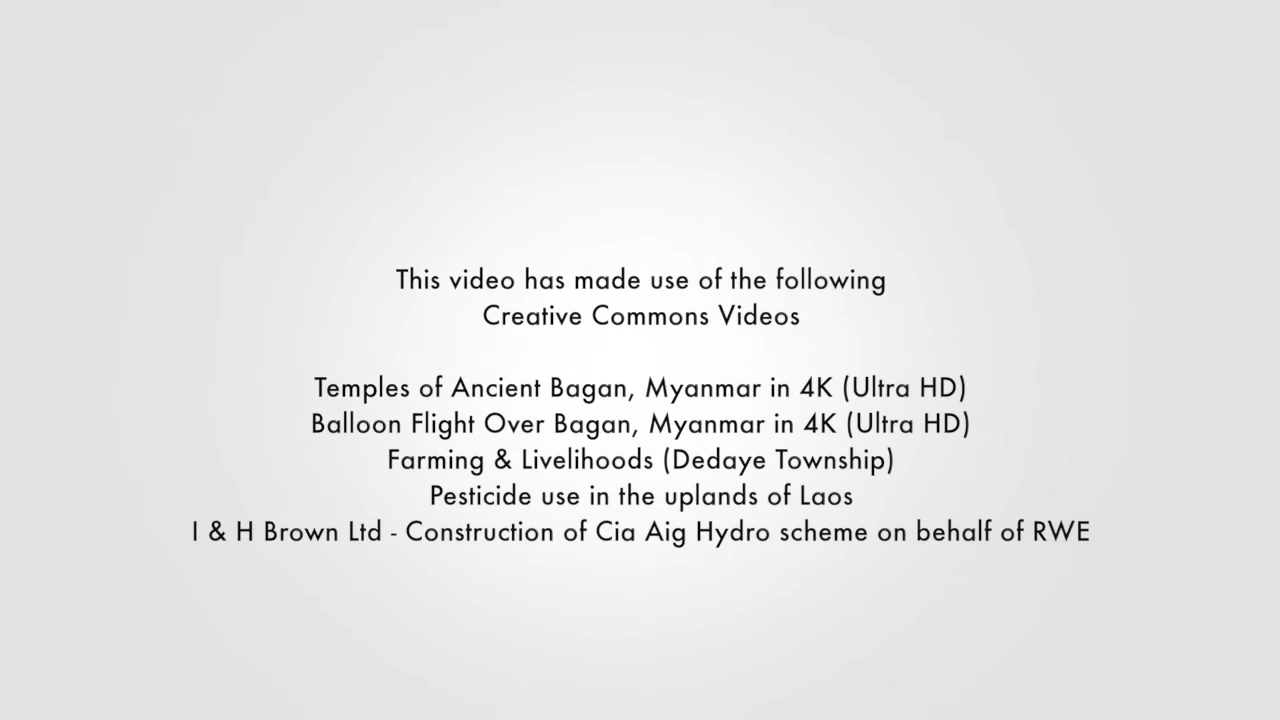 This video has made use of the following
Creative Commons Videos
Temples of Ancient Bagan, Myanmar in 4K (Ultra HD)
Balloon Flight Over Bagan, Myanmar in 4K (Ultra HD)
Farming & Livelihoods (Dedaye Township)
Pesticide use in the uplands of Laos
I & H Brown Ltd - Construction of Cia Aig Hydro scheme on behalf of RWE